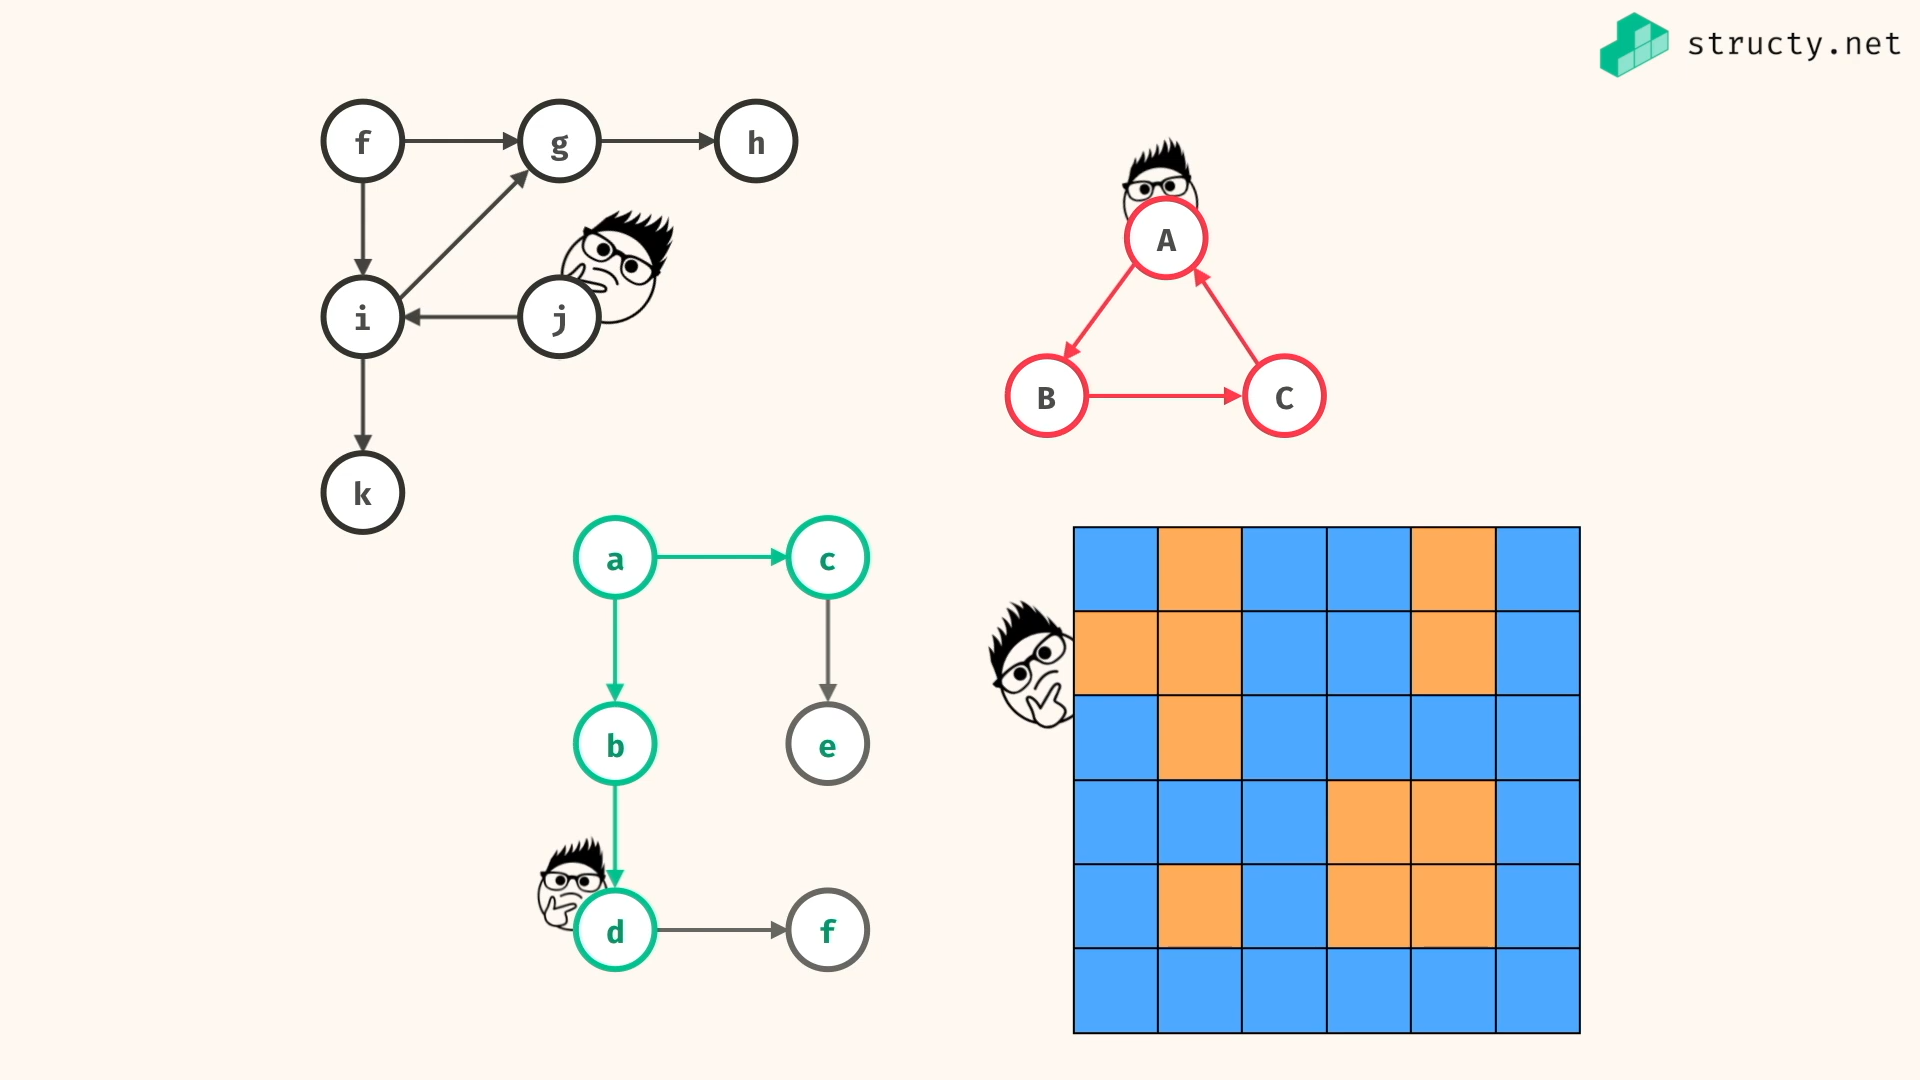 structy.net
f g h
i j
k
A
B C
a c
b e
d f